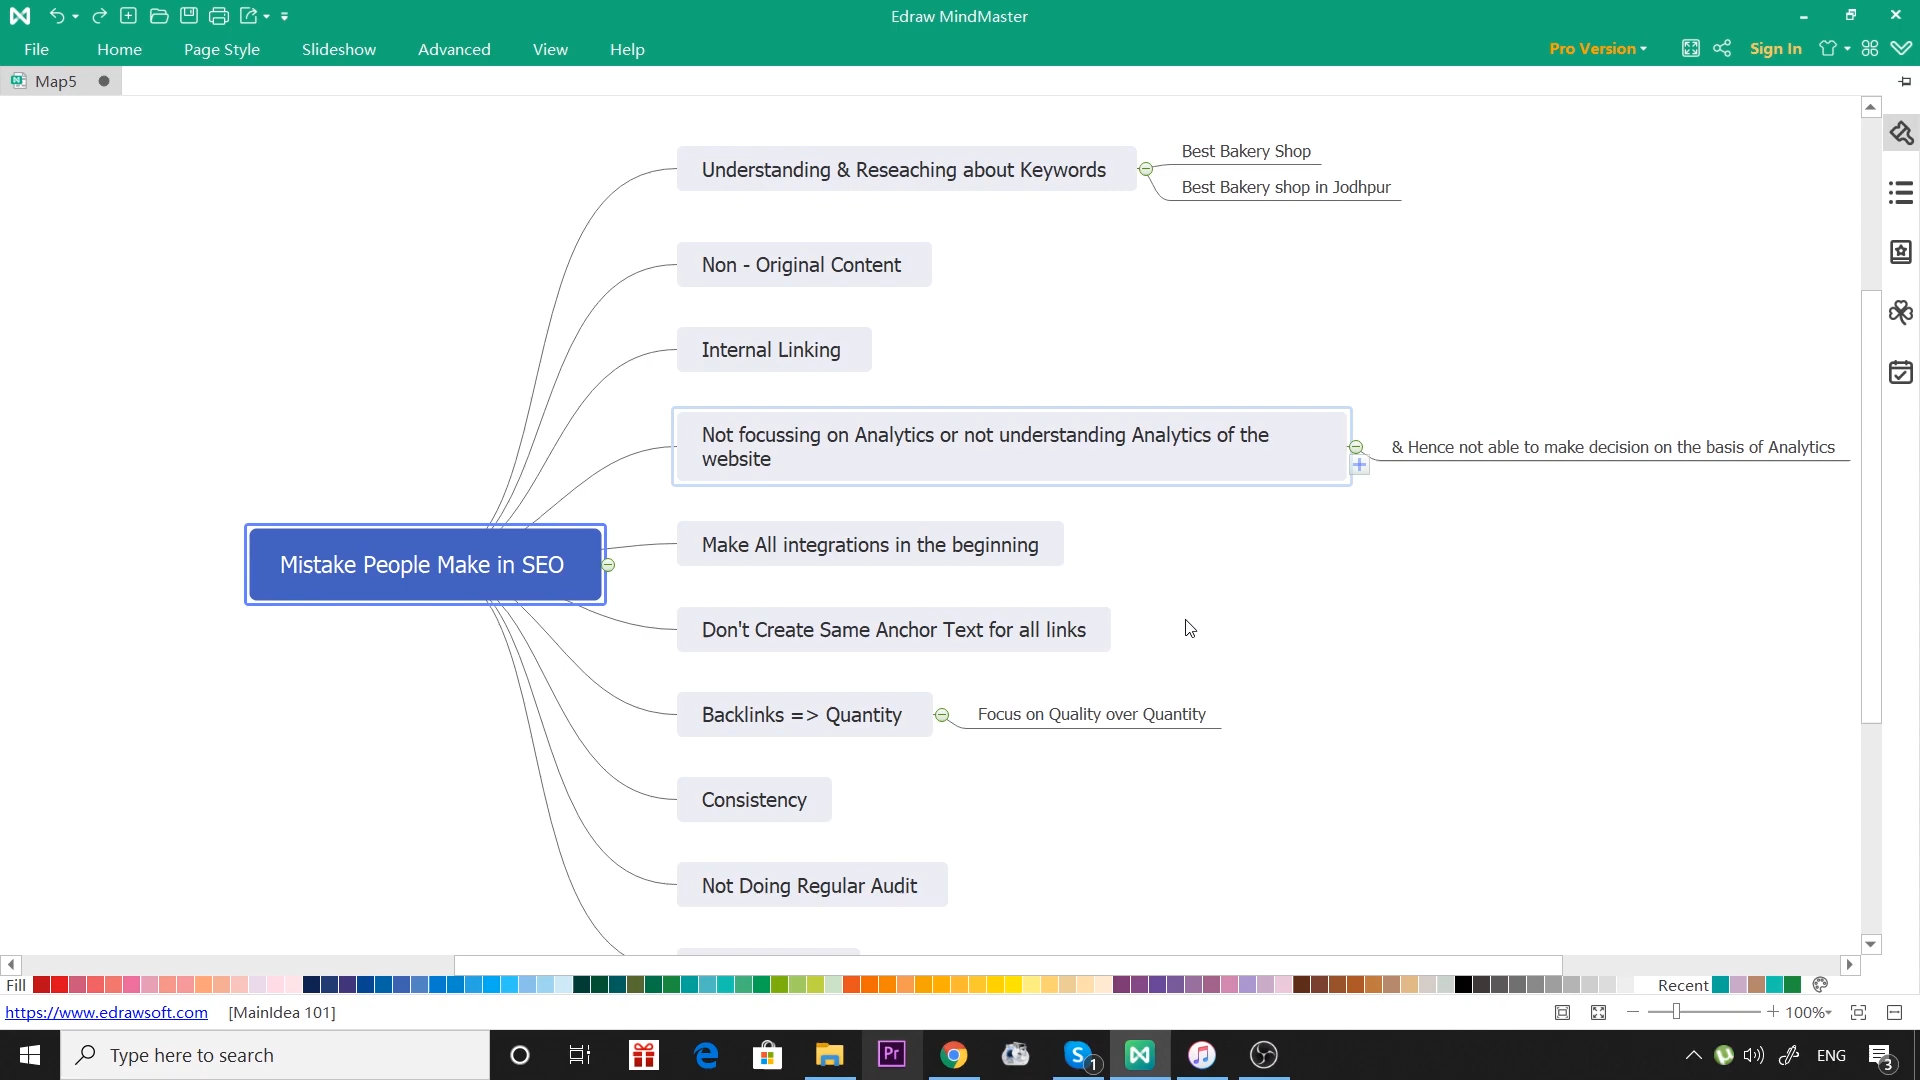 Edraw MindMaster
File Home Page Style Slideshow Advanced View Help
Pro Version Sign In
Map5
Understanding & Reseaching about Keywords
Best Bakery Shop
Best Bakery shop in Jodhpur
Non - Original Content
Internal Linking
Not focussing on Analytics or not understanding Analytics of the
website
& Hence not able to make decision on the basis of Analytics
Mistake People Make in SEO
Make All integrations in the beginning
Don't Create Same Anchor Text for all links
Backlinks => Quantity
Focus on Quality over Quantity
Consistency
Not Doing Regular Audit
Fill
Recent
https://www.edrawsoft.com [MainIdea 101]
100%
Type here to search
Pr
S 1
ENG
3